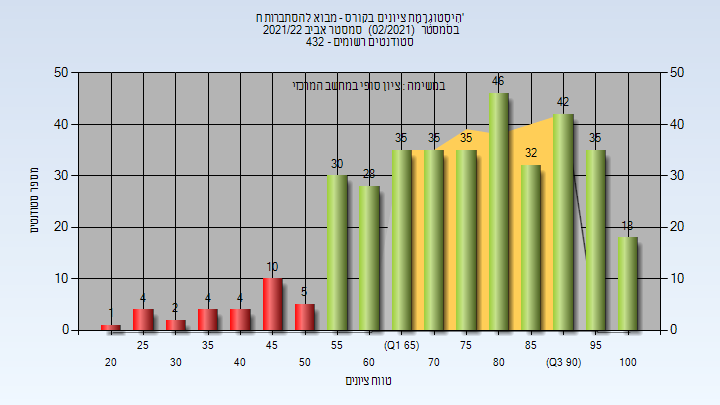 היסטוגרמת ציונים בקורס - מבוא להסתברות ח'
בסמסטר (02/2021) סמסטר אביב 2021/22
סטודנטים רשומים - 432
במשימה : ציון סופי במחשב המרכזי
מספר סטודנטים
50 50
40 40
30 30
20 20
10 10
0 0
1 4 2 4 4 10 5 30 28 35 35 35 46 32 42 35 18
25 35 45 55 (Q1 65) 75 85 95
20 30 40 50 60 70 80 (Q3 90) 100
טווח ציונים